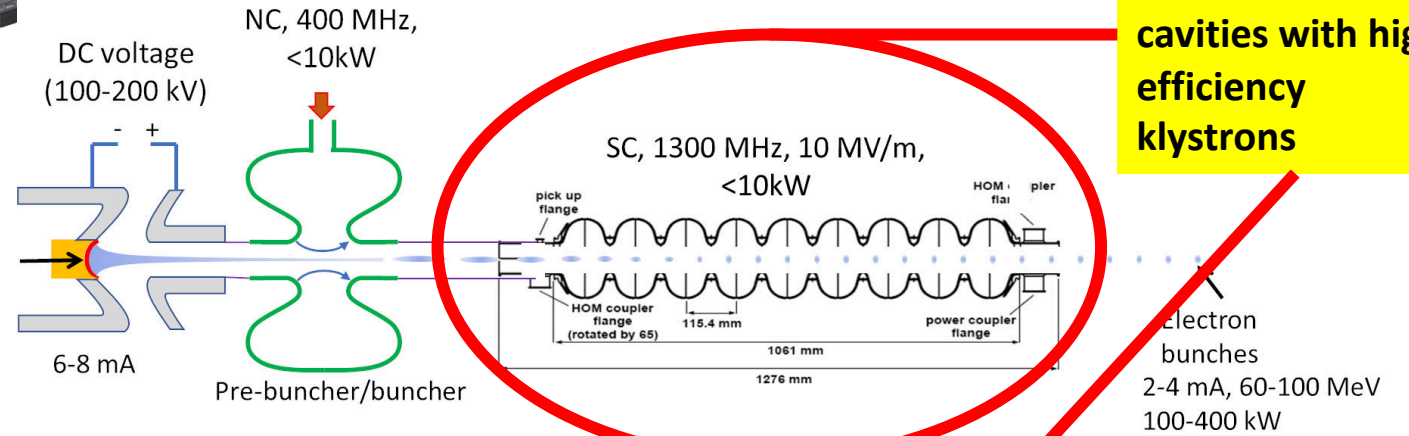 NC, 400 MHz,
<10kW
DC voltage
(100-200 kV)
- +
cavities with
efficiency
klystrons
SC, 1300 MHz, 10 MV/m,
<10kW
pick up
flange
HOM
HOM coupler
flange
(rotated by 65)
115.4 mm
power coupler
flange
1061 mm
1276 mm
6-8 mA
Pre-buncher/buncher
Electron
bunches
2-4 mA, 60-100 MeV
100-400 kW